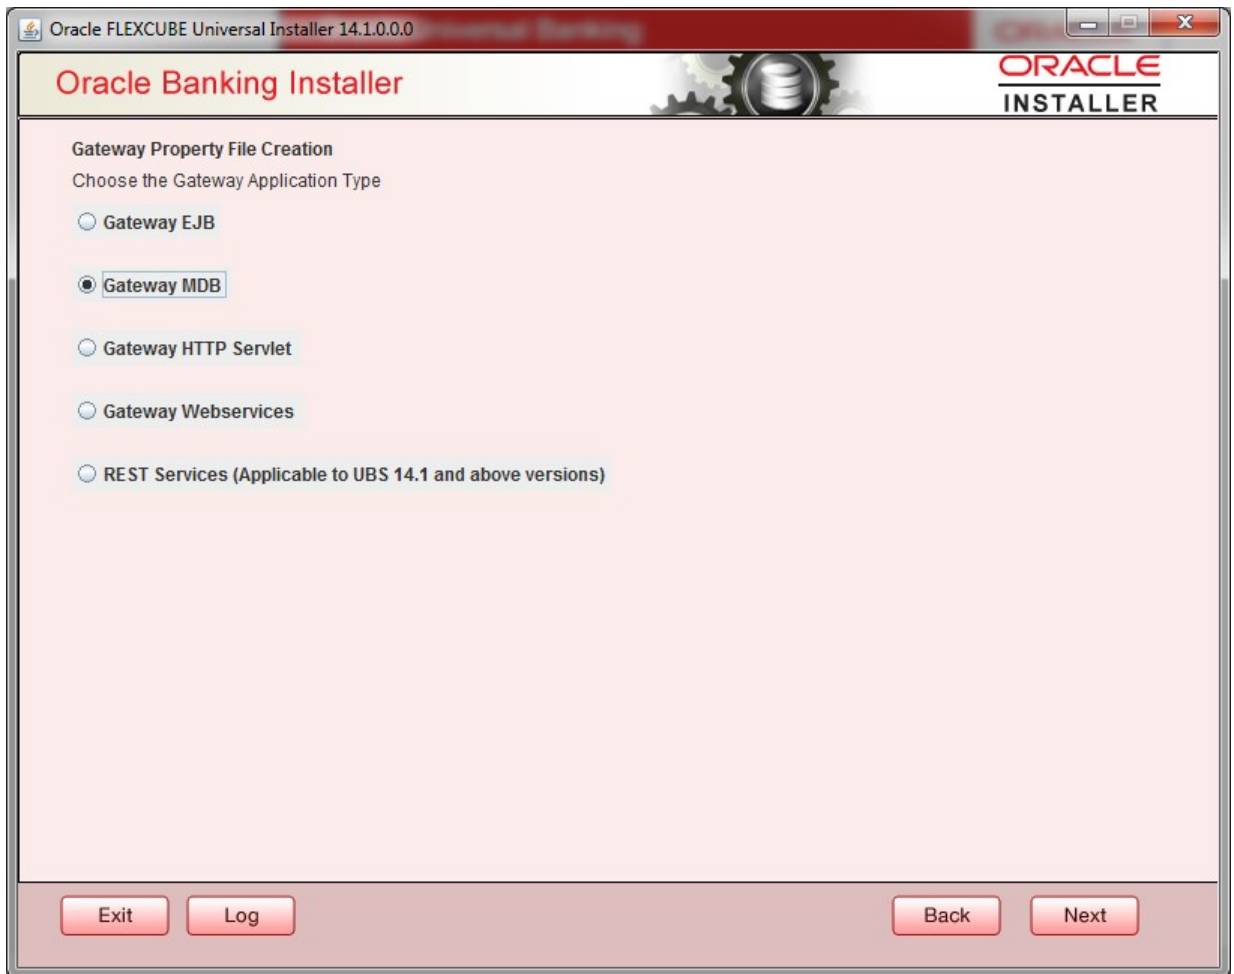 Oracle FLEXCUBE Universal Installer 14.1.0.0.0
Oracle Banking Installer
ORACLE
INSTALLER
Gateway Property File Creation
Choose the Gateway Application Type
Gateway EJB
Gateway MDB
Gateway HTTP Servlet
Gateway Webservices
REST Services (Applicable to UBS 14.1 and above versions)
Exit
Log
Back
Next